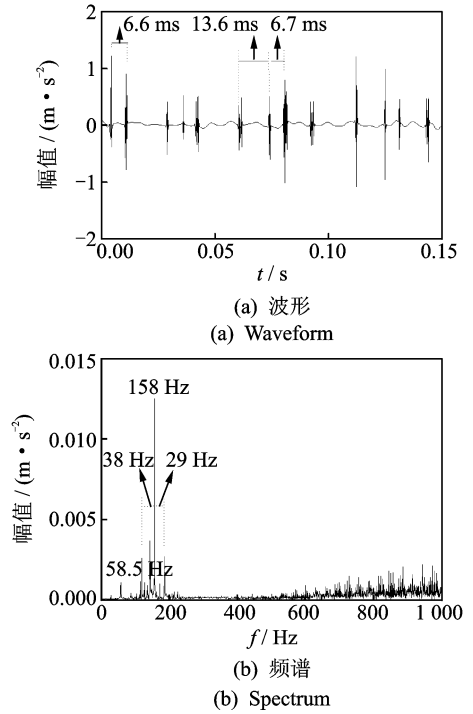 6.6 ms 13.6 ms 6.7 ms
2
1
0
−1
−2
幅值 / (m·s⁻²)
0.00 0.05 0.10 0.15
t / s
(a) 波形
(a) Waveform
0.015
158 Hz
0.010
38 Hz 29 Hz
0.005
58.5 Hz
0.000
幅值 / (m·s⁻²)
0 200 400 600 800 1 000
f / Hz
(b) 频谱
(b) Spectrum